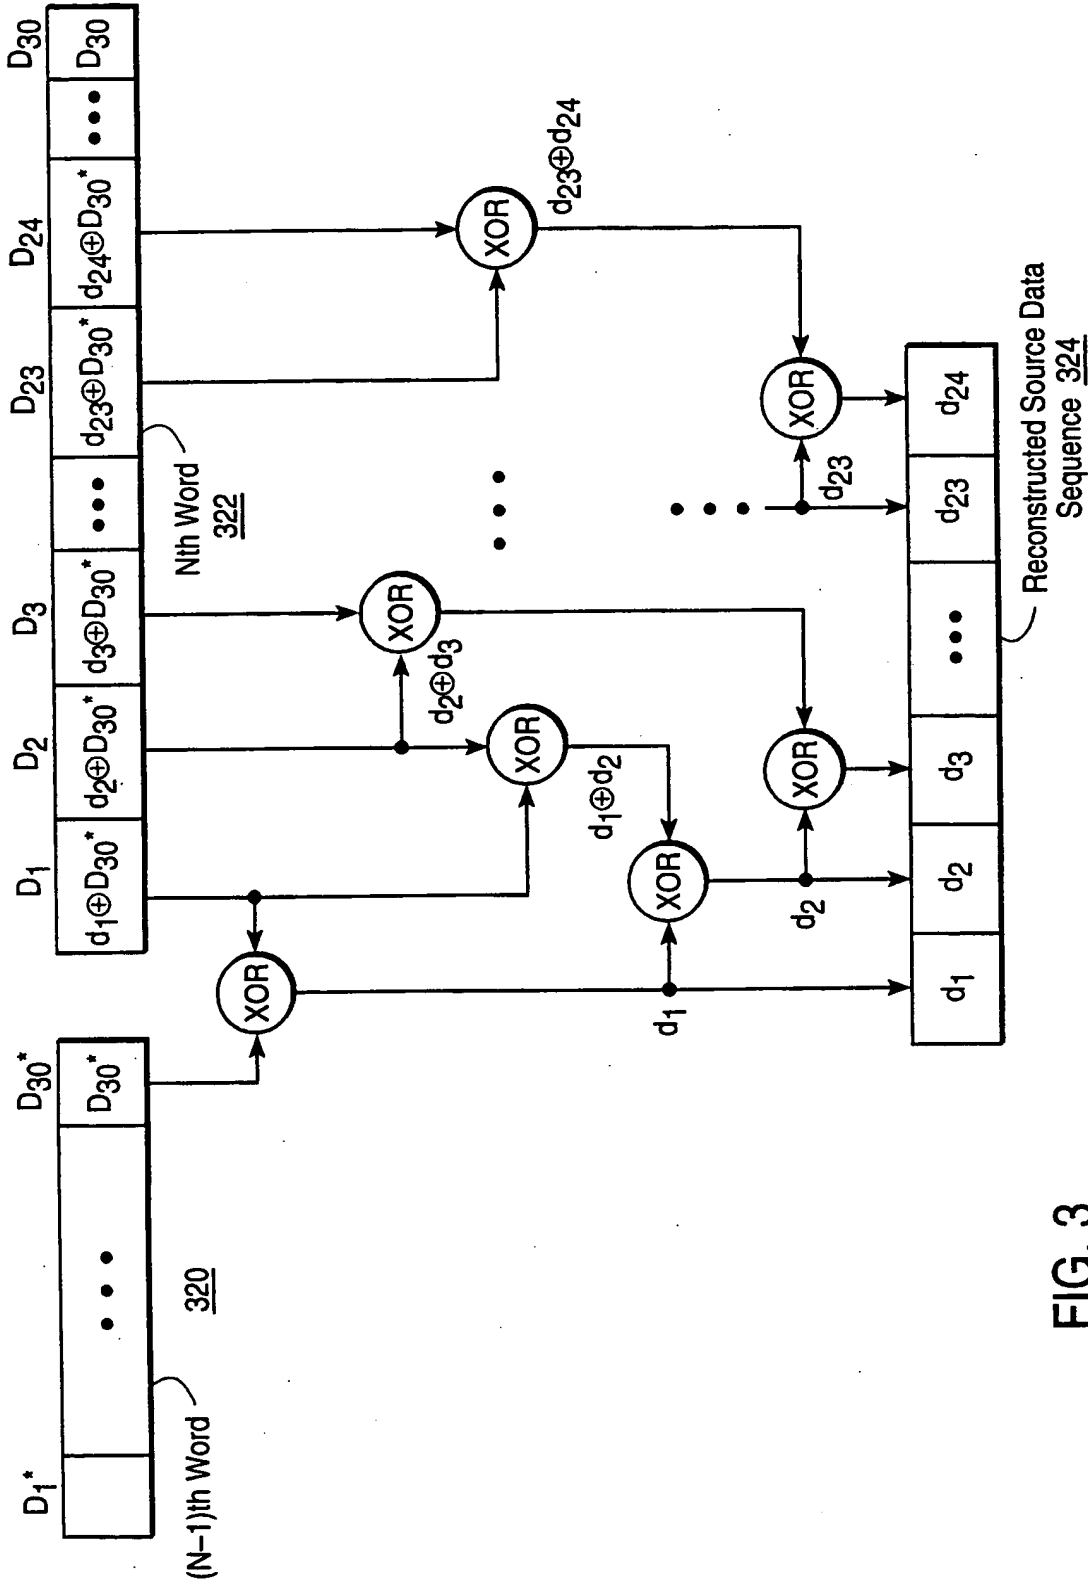 D1* D30* D1 D2 D3 D23 D24 D30
D30* d1⊕D30* d2⊕D30* d3⊕D30* d23⊕D30* d24⊕D30* D30
(N–1)th Word
320
Nth Word
322
XOR
XOR
d2⊕d3
XOR
XOR
d23⊕d24
d1⊕d2
XOR
d1
d2
XOR
d23
XOR
XOR
d1 d2 d3 d23 d24
Reconstructed Source Data
Sequence 324
FIG. 3